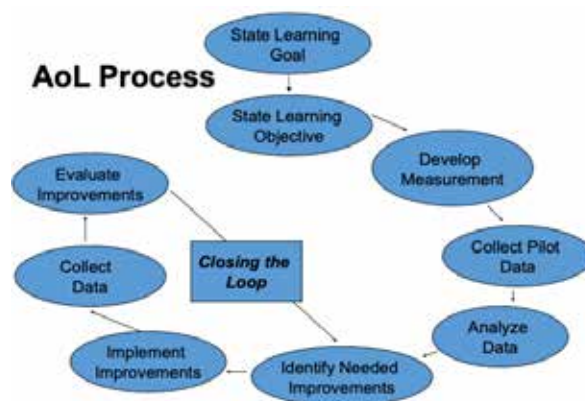 AoL Process
State Learning
Goal
State Learning
Objective
Develop
Measurement
Collect Pilot
Data
Analyze
Data
Identify Needed
Improvements
Implement
Improvements
Collect
Data
Evaluate
Improvements
Closing the
Loop